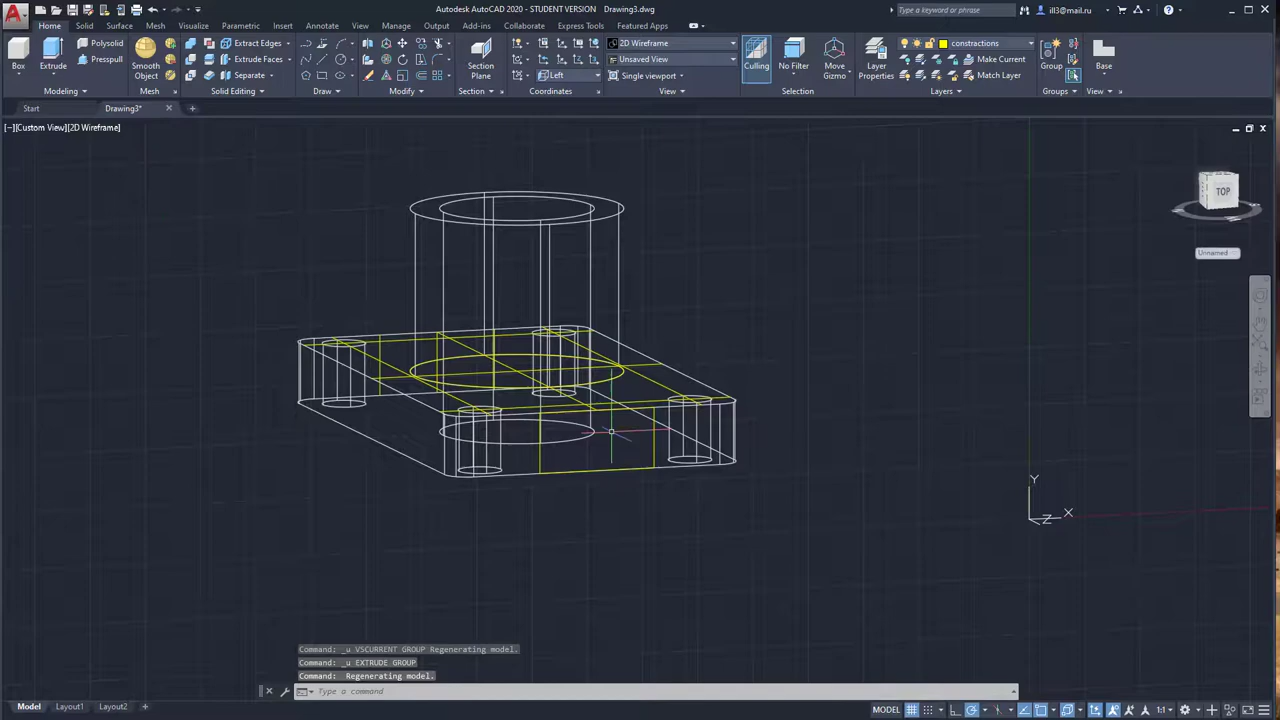 Autodesk AutoCAD 2020 - STUDENT VERSION Drawing3.dwg
Type a keyword or phrase
ill3@mail.ru
Home Solid Surface Mesh Visualize Parametric Insert Annotate View Manage Output Add-ins Collaborate Express Tools Featured Apps
Polysolid
Presspull
Extract Edges
Extrude Faces
Separate
2D Wireframe
Unsaved View
Left
Single viewport
constractions
Make Current
Match Layer
Box
Extrude
Smooth
Object
Section
Plane
Culling
No Filter
Move
Gizmo
Layer
Properties
Group
Base
Modeling
Mesh
Solid Editing
Draw
Modify
Section
Coordinates
View
Selection
Layers
Groups
View
Start
Drawing3*
[−][Custom View][2D Wireframe]
TOP
Unnamed
Y
X
Z
Command: _u VSCURRENT GROUP Regenerating model.
Command: _u EXTRUDE GROUP
Command: Regenerating model.
Type a command
Model Layout1 Layout2
MODEL
1:1